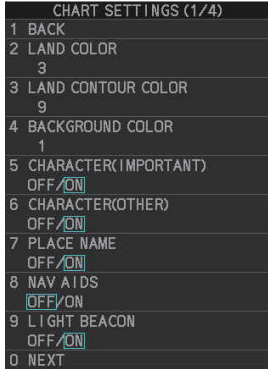 CHART SETTINGS (1/4)
1 BACK
2 LAND COLOR
3
3 LAND CONTOUR COLOR
9
4 BACKGROUND COLOR
1
5 CHARACTER(IMPORTANT)
OFF/ON
6 CHARACTER(OTHER)
OFF/ON
7 PLACE NAME
OFF/ON
8 NAV AIDS
OFF/ON
9 LIGHT BEACON
OFF/ON
0 NEXT